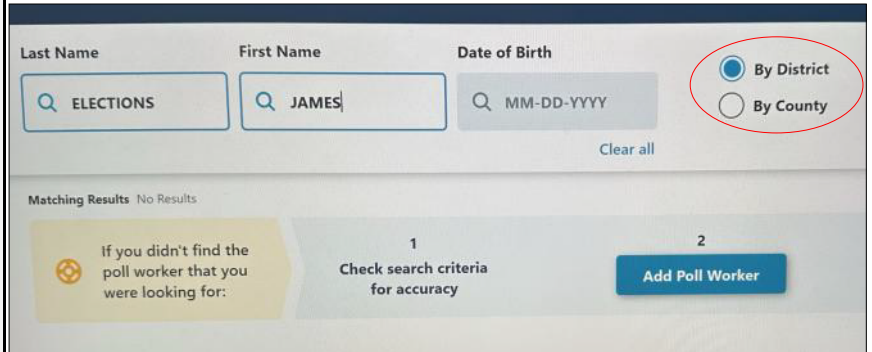 Last Name
First Name
Date of Birth
ELECTIONS
JAMES
MM-DD-YYYY
By District
By County
Clear all
Matching Results No Results
If you didn't find the
poll worker that you
were looking for:
1
Check search criteria
for accuracy
2
Add Poll Worker